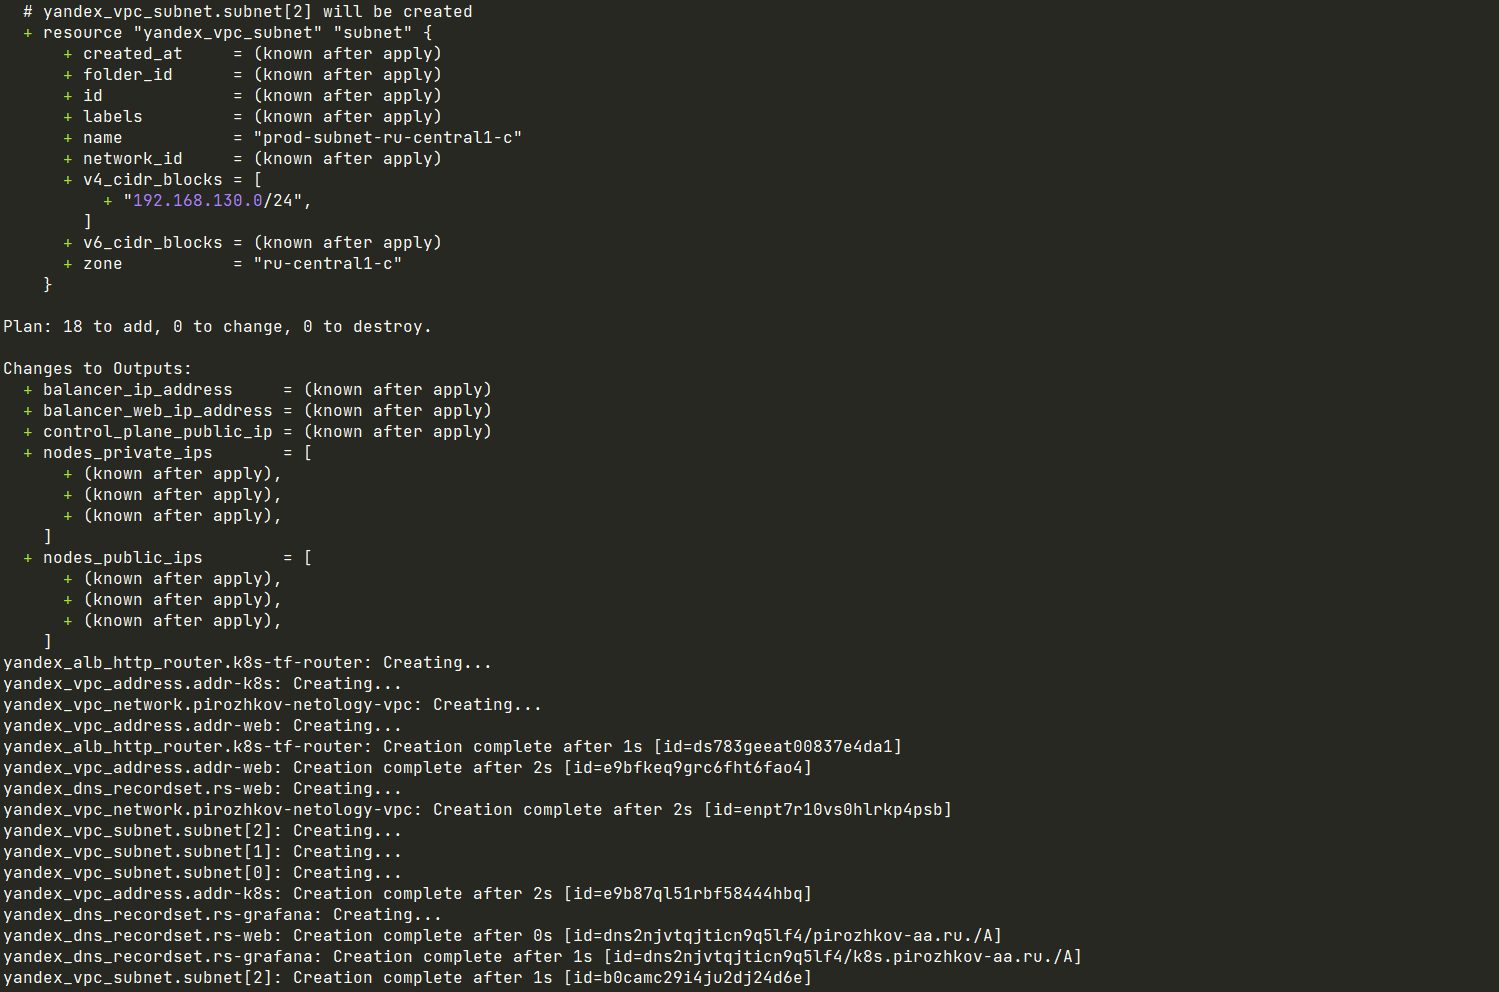 # yandex_vpc_subnet.subnet[2] will be created
  + resource "yandex_vpc_subnet" "subnet" {
      + created_at     = (known after apply)
      + folder_id      = (known after apply)
      + id             = (known after apply)
      + labels         = (known after apply)
      + name           = "prod-subnet-ru-central1-c"
      + network_id     = (known after apply)
      + v4_cidr_blocks = [
          + "192.168.130.0/24",
        ]
      + v6_cidr_blocks = (known after apply)
      + zone           = "ru-central1-c"
    }

Plan: 18 to add, 0 to change, 0 to destroy.

Changes to Outputs:
  + balancer_ip_address     = (known after apply)
  + balancer_web_ip_address = (known after apply)
  + control_plane_public_ip = (known after apply)
  + nodes_private_ips       = [
      + (known after apply),
      + (known after apply),
      + (known after apply),
    ]
  + nodes_public_ips        = [
      + (known after apply),
      + (known after apply),
      + (known after apply),
    ]
yandex_alb_http_router.k8s-tf-router: Creating...
yandex_vpc_address.addr-k8s: Creating...
yandex_vpc_network.pirozhkov-netology-vpc: Creating...
yandex_vpc_address.addr-web: Creating...
yandex_alb_http_router.k8s-tf-router: Creation complete after 1s [id=ds783geeat00837e4da1]
yandex_vpc_address.addr-web: Creation complete after 2s [id=e9bfkeq9grc6fht6fao4]
yandex_dns_recordset.rs-web: Creating...
yandex_vpc_network.pirozhkov-netology-vpc: Creation complete after 2s [id=enpt7r10vs0hlrkp4psb]
yandex_vpc_subnet.subnet[2]: Creating...
yandex_vpc_subnet.subnet[1]: Creating...
yandex_vpc_subnet.subnet[0]: Creating...
yandex_vpc_address.addr-k8s: Creation complete after 2s [id=e9b87ql51rbf58444hbq]
yandex_dns_recordset.rs-grafana: Creating...
yandex_dns_recordset.rs-web: Creation complete after 0s [id=dns2njvtqjticn9q5lf4/pirozhkov-aa.ru./A]
yandex_dns_recordset.rs-grafana: Creation complete after 1s [id=dns2njvtqjticn9q5lf4/k8s.pirozhkov-aa.ru./A]
yandex_vpc_subnet.subnet[2]: Creation complete after 1s [id=b0camc29i4ju2dj24d6e]